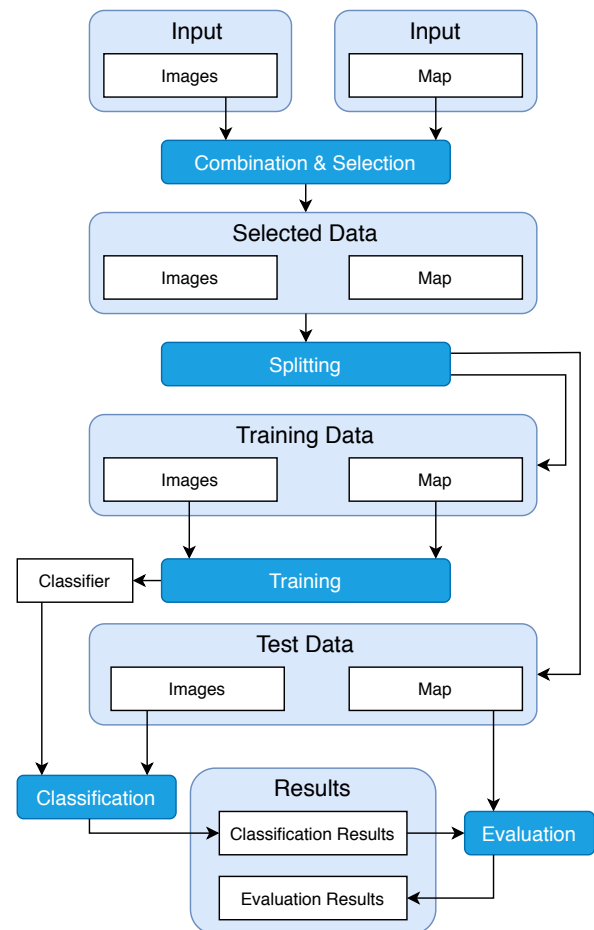 Input
Input
Images
Map
Combination & Selection
Selected Data
Images
Map
Splitting
Training Data
Images
Map
Classifier
Training
Test Data
Images
Map
Classification
Results
Classification Results
Evaluation
Evaluation Results